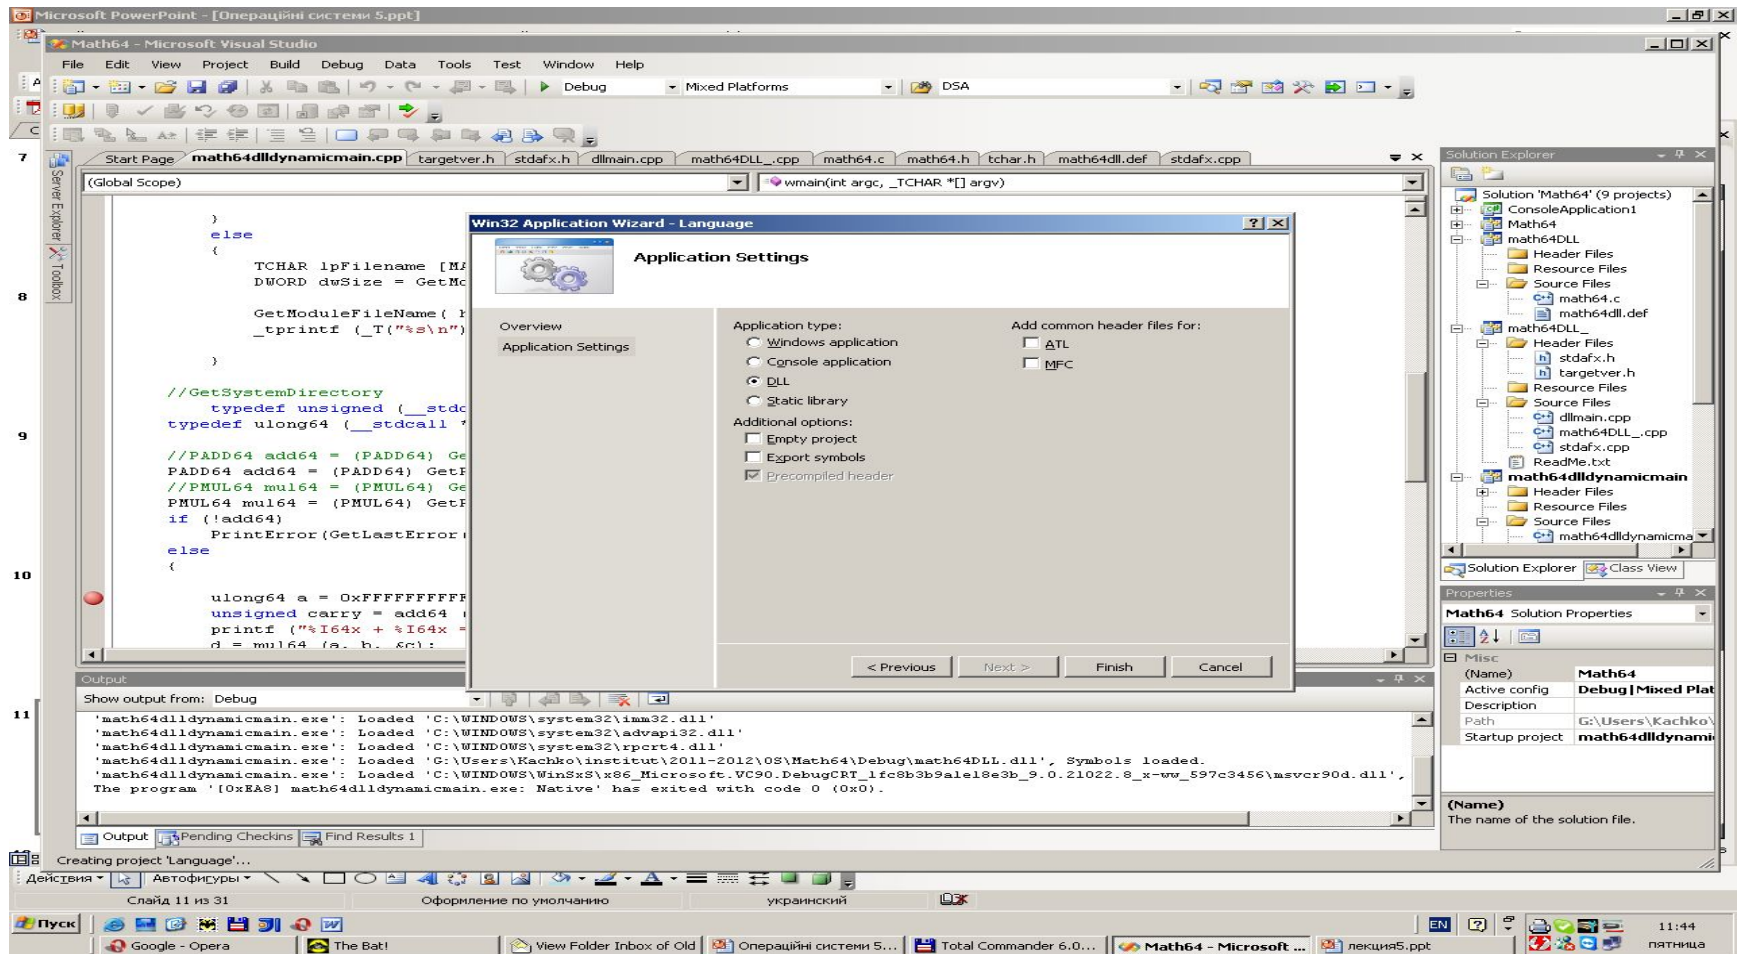 Microsoft PowerPoint - [Операційні системи 5.ppt]
Math64 - Microsoft Visual Studio
File Edit View Project Build Debug Data Tools Test Window Help
Debug Mixed Platforms DSA
Start Page math64dlldynamicmain.cpp targetver.h stdafx.h dllmain.cpp math64DLL_.cpp math64.c math64.h tchar.h math64dll.def stdafx.cpp
(Global Scope) wmain(int argc, _TCHAR *[] argv)
7
8
9
10
11
Server Explorer
Toolbox
}
else
{
TCHAR lpFilename [MA
DWORD dwSize = GetMo
GetModuleFileName( h
_tprintf (_T("%s\n")
}
//GetSystemDirectory
typedef unsigned (__stdc
typedef ulong64 (__stdcall *
//PADD64 add64 = (PADD64) Ge
PADD64 add64 = (PADD64) GetP
//PMUL64 mul64 = (PMUL64) Ge
PMUL64 mul64 = (PMUL64) GetP
if (!add64)
PrintError(GetLastError(
else
{
ulong64 a = 0xFFFFFFFFFF
unsigned carry = add64 (
printf ("%I64x + %I64x =
d = mul64 (a, b, &c);
Win32 Application Wizard - Language
Application Settings
Overview
Application Settings
Application type:
Windows application
Console application
DLL
Static library
Additional options:
Empty project
Export symbols
Precompiled header
Add common header files for:
ATL
MFC
< Previous Next > Finish Cancel
Solution Explorer
Solution 'Math64' (9 projects)
ConsoleApplication1
Math64
math64DLL
Header Files
Resource Files
Source Files
math64.c
math64dll.def
math64DLL_
Header Files
stdafx.h
targetver.h
Resource Files
Source Files
dllmain.cpp
math64DLL_.cpp
stdafx.cpp
ReadMe.txt
math64dlldynamicmain
Header Files
Resource Files
Source Files
math64dlldynamicma
Solution Explorer Class View
Properties
Math64 Solution Properties
Misc
(Name) Math64
Active config Debug|Mixed Plat
Description
Path G:\Users\Kachko\
Startup project math64dlldynami
(Name)
The name of the solution file.
Output
Show output from: Debug
'math64dlldynamicmain.exe': Loaded 'C:\WINDOWS\system32\imm32.dll'
'math64dlldynamicmain.exe': Loaded 'C:\WINDOWS\system32\advapi32.dll'
'math64dlldynamicmain.exe': Loaded 'C:\WINDOWS\system32\rpcrt4.dll'
'math64dlldynamicmain.exe': Loaded 'G:\Users\Kachko\institut\2011-2012\OS\Math64\Debug\math64DLL.dll', Symbols loaded.
'math64dlldynamicmain.exe': Loaded 'C:\WINDOWS\WinSxS\x86_Microsoft.VC90.DebugCRT_1fc8b3b9a1e18e3b_9.0.21022.8_x-ww_597c3456\msvcr90d.dll',
The program '[0xEA8] math64dlldynamicmain.exe: Native' has exited with code 0 (0x0).
Output Pending Checkins Find Results 1
Creating project 'Language'...
Действия Автофигуры
Слайд 11 из 31 Оформление по умолчанию украинский
Пуск EN 11:44
Google - Opera The Bat! View Folder Inbox of Old Операційні системи 5... Total Commander 6.0... Math64 - Microsoft ... лекция5.ppt пятница